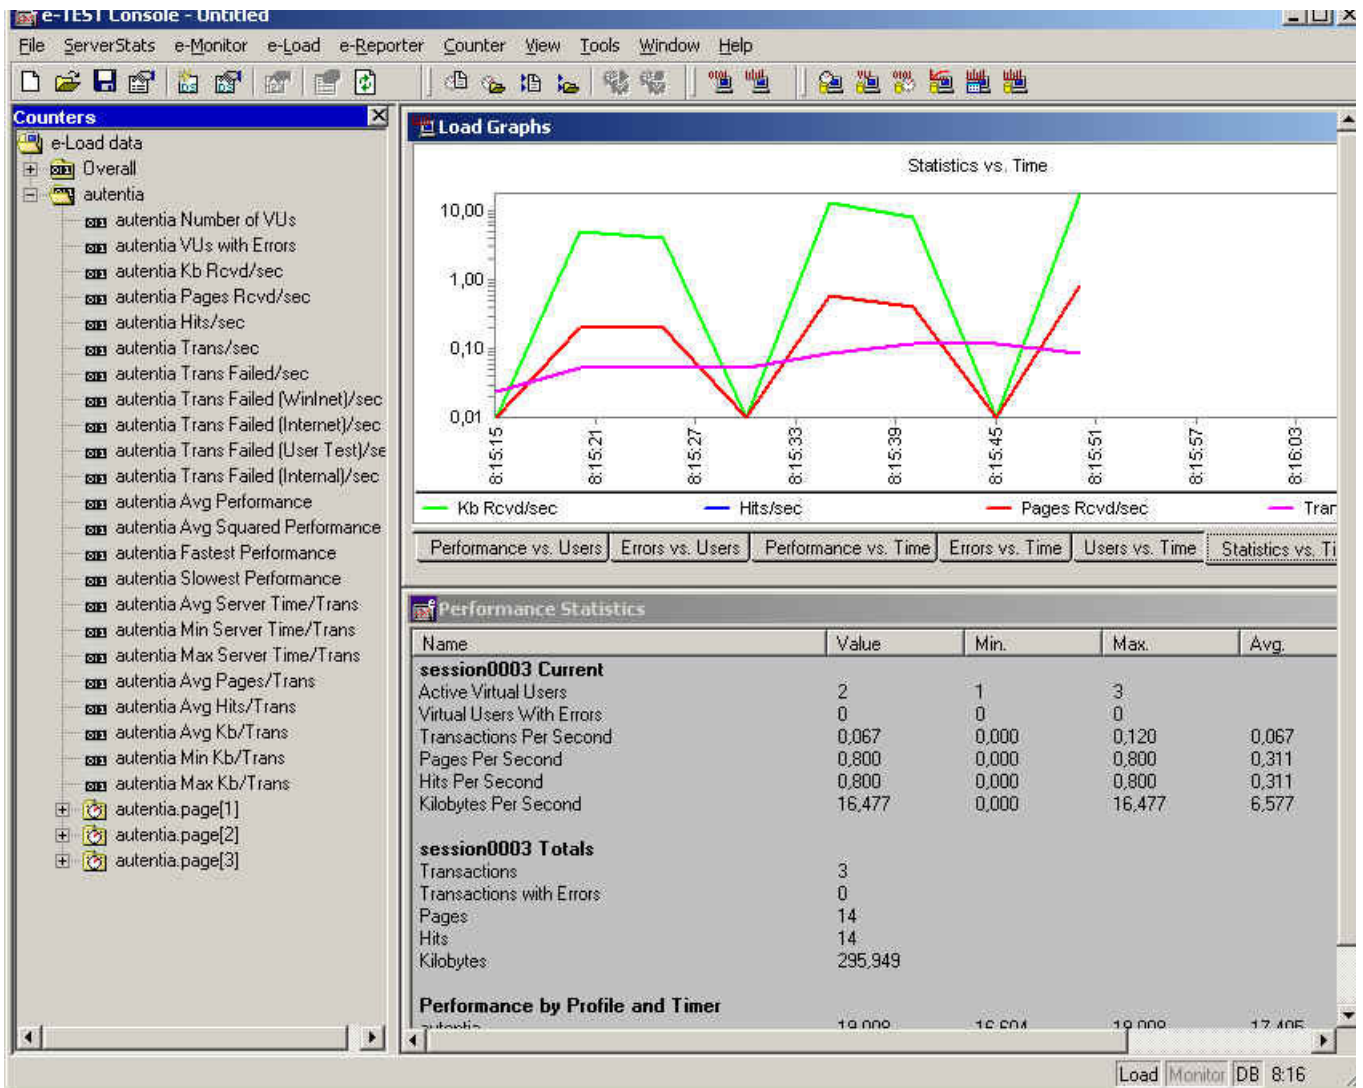 e-TEST Console - Untitled
File ServerStats e-Monitor e-Load e-Reporter Counter View Tools Window Help
Counters
e-Load data
Overall
autentia
autentia Number of VUs
autentia VUs with Errors
autentia Kb Rcvd/sec
autentia Pages Rcvd/sec
autentia Hits/sec
autentia Trans/sec
autentia Trans Failed/sec
autentia Trans Failed (WinInet)/sec
autentia Trans Failed (Internet)/sec
autentia Trans Failed (User Test)/se
autentia Trans Failed (Internal)/sec
autentia Avg Performance
autentia Avg Squared Performance
autentia Fastest Performance
autentia Slowest Performance
autentia Avg Server Time/Trans
autentia Min Server Time/Trans
autentia Max Server Time/Trans
autentia Avg Pages/Trans
autentia Avg Hits/Trans
autentia Avg Kb/Trans
autentia Min Kb/Trans
autentia Max Kb/Trans
autentia.page[1]
autentia.page[2]
autentia.page[3]
Load Graphs
Statistics vs. Time
10,00
1,00
0,10
0,01
8:15:15 8:15:21 8:15:27 8:15:33 8:15:39 8:15:45 8:15:51 8:15:57 8:16:03
Kb Rcvd/sec Hits/sec Pages Rcvd/sec Tran
Performance vs. Users Errors vs. Users Performance vs. Time Errors vs. Time Users vs. Time Statistics vs. Ti
Performance Statistics
Name Value Min. Max. Avg.
session0003 Current
Active Virtual Users 2 1 3
Virtual Users With Errors 0 0 0
Transactions Per Second 0,067 0,000 0,120 0,067
Pages Per Second 0,800 0,000 0,800 0,311
Hits Per Second 0,800 0,000 0,800 0,311
Kilobytes Per Second 16,477 0,000 16,477 6,577
session0003 Totals
Transactions 3
Transactions with Errors 0
Pages 14
Hits 14
Kilobytes 295,949
Performance by Profile and Timer
autentia 19,008 16,604 19,008 17,405
Load Monitor DB 8:16